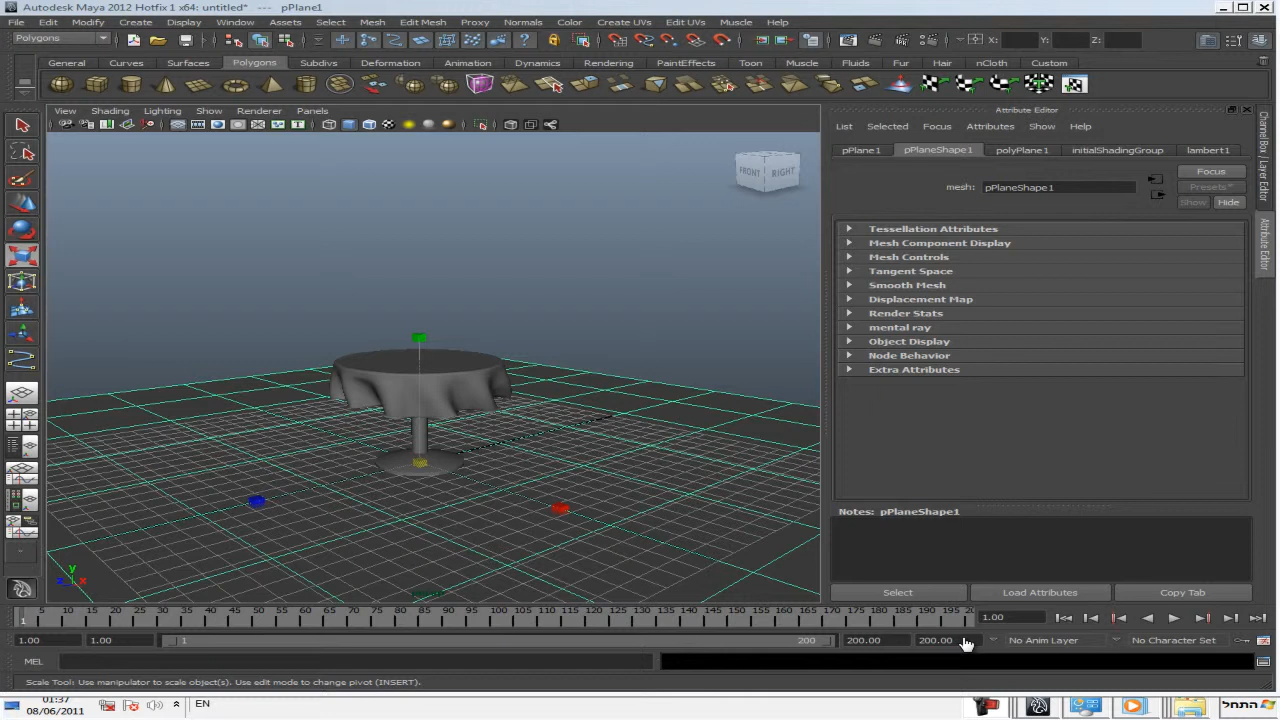 Autodesk Maya 2012 Hotfix 1 x64: untitled* --- pPlane1
File Edit Modify Create Display Window Assets Select Mesh Edit Mesh Proxy Normals Color Create UVs Edit UVs Muscle Help
Polygons X: Y: Z:
General Curves Surfaces Polygons Subdivs Deformation Animation Dynamics Rendering PaintEffects Toon Muscle Fluids Fur Hair nCloth Custom
View Shading Lighting Show Renderer Panels
Attribute Editor
List Selected Focus Attributes Show Help
pPlane1 pPlaneShape1 polyPlane1 initialShadingGroup lambert1
mesh: pPlaneShape1
Focus
Presets*
Show Hide
Tessellation Attributes
Mesh Component Display
Mesh Controls
Tangent Space
Smooth Mesh
Displacement Map
Render Stats
mental ray
Object Display
Node Behavior
Extra Attributes
Notes: pPlaneShape1
Select Load Attributes Copy Tab
Channel Box / Layer Editor
Attribute Editor
FRONT RIGHT
y
z x
5 10 15 20 25 30 35 40 45 50 55 60 65 70 75 80 85 90 95 100 105 110 115 120 125 130 135 140 145 150 155 160 165 170 175 180 185 190 195 20
1
1.00
1.00 1.00 1 200 200.00 200.00 No Anim Layer No Character Set
MEL
Scale Tool: Use manipulator to scale object(s). Use edit mode to change pivot (INSERT).
01:37
08/06/2011
EN
התחל